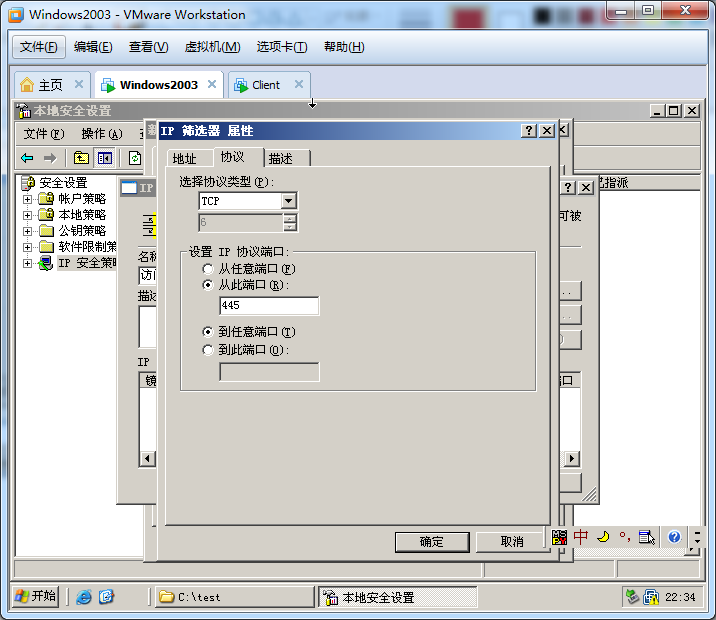 Windows2003 - VMware Workstation
文件(F) 编辑(E) 查看(V) 虚拟机(M) 选项卡(T) 帮助(H)
主页 Windows2003 Client
本地安全设置
文件(F) 操作(A)
安全设置
帐户策略
本地策略
公钥策略
软件限制策
IP 安全策略
IP
名称
描述
IP
IP 筛选器 属性
地址 协议 描述
选择协议类型(P):
TCP
6
设置 IP 协议端口:
从任意端口(F)
从此端口(R):
445
到任意端口(T)
到此端口(O):
确定 取消
指派
可被
口
中
开始 C:\test 本地安全设置 22:34